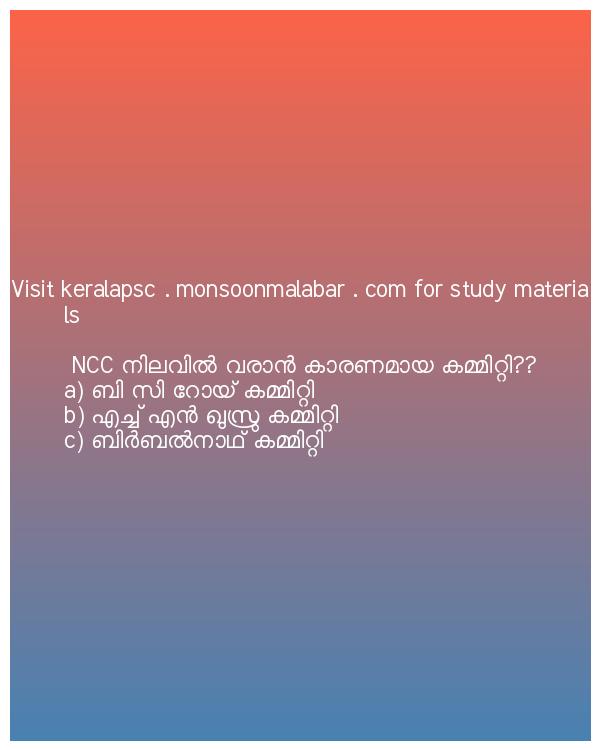 Visit keralapsc . monsoonmalabar . com for study materia
ls
NCC നിലവിൽ വരാൻ കാരണമായ കമ്മിറ്റി??
a) ബി സി റോയ് കമ്മിറ്റി
b) എച്ച് എൻ ഖുസ്രു കമ്മിറ്റി
c) ബിർബൽനാഥ് കമ്മിറ്റി